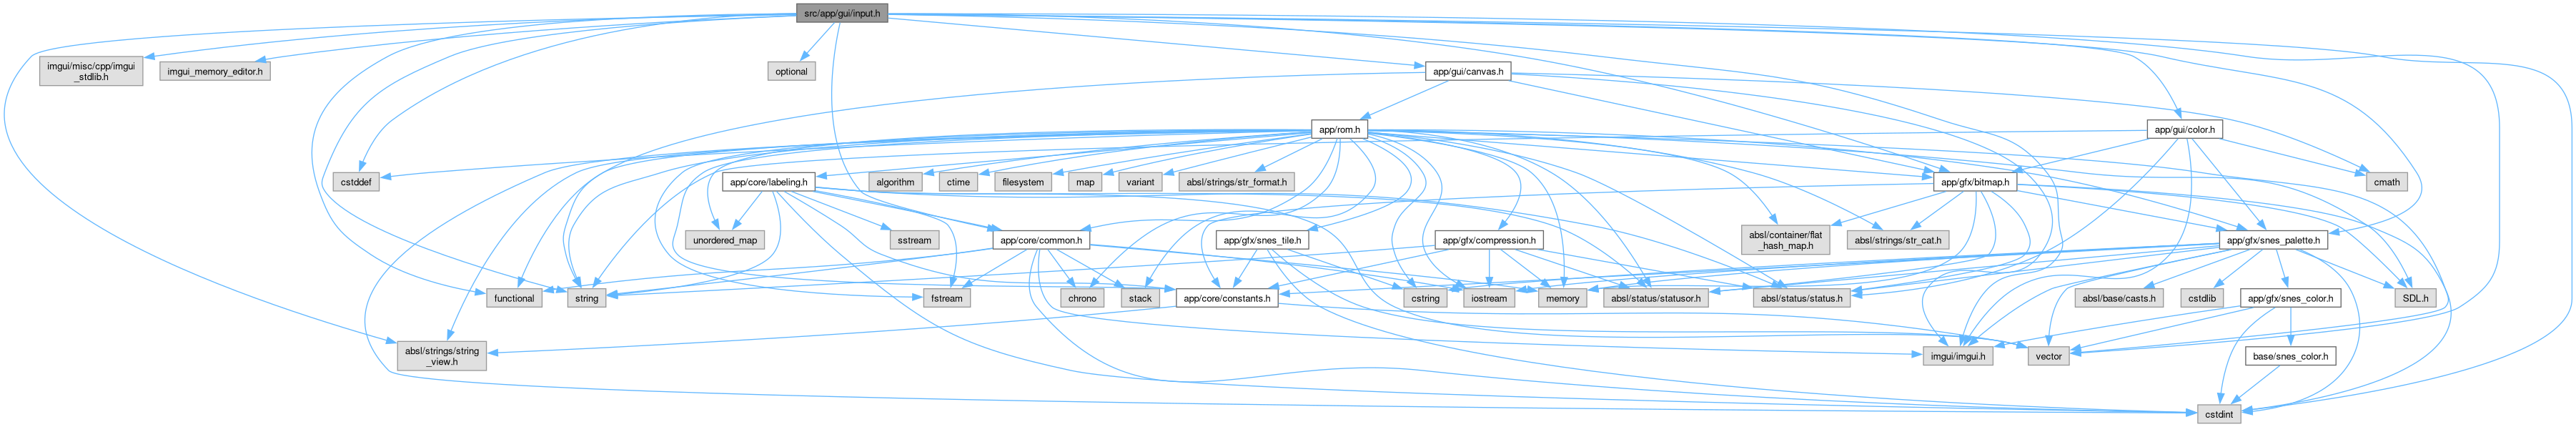 src/app/gui/input.h
imgui/misc/cpp/imgui
_stdlib.h
imgui_memory_editor.h
optional
app/gui/canvas.h
app/rom.h
app/gui/color.h
cstddef
app/core/labeling.h
algorithm
ctime
filesystem
map
variant
absl/strings/str_format.h
app/gfx/bitmap.h
cmath
unordered_map
sstream
app/core/common.h
app/gfx/snes_tile.h
app/gfx/compression.h
absl/container/flat
_hash_map.h
absl/strings/str_cat.h
app/gfx/snes_palette.h
functional
string
fstream
chrono
stack
app/core/constants.h
cstring
iostream
memory
absl/status/statusor.h
absl/status/status.h
absl/base/casts.h
cstdlib
app/gfx/snes_color.h
SDL.h
absl/strings/string
_view.h
imgui/imgui.h
vector
base/snes_color.h
cstdint